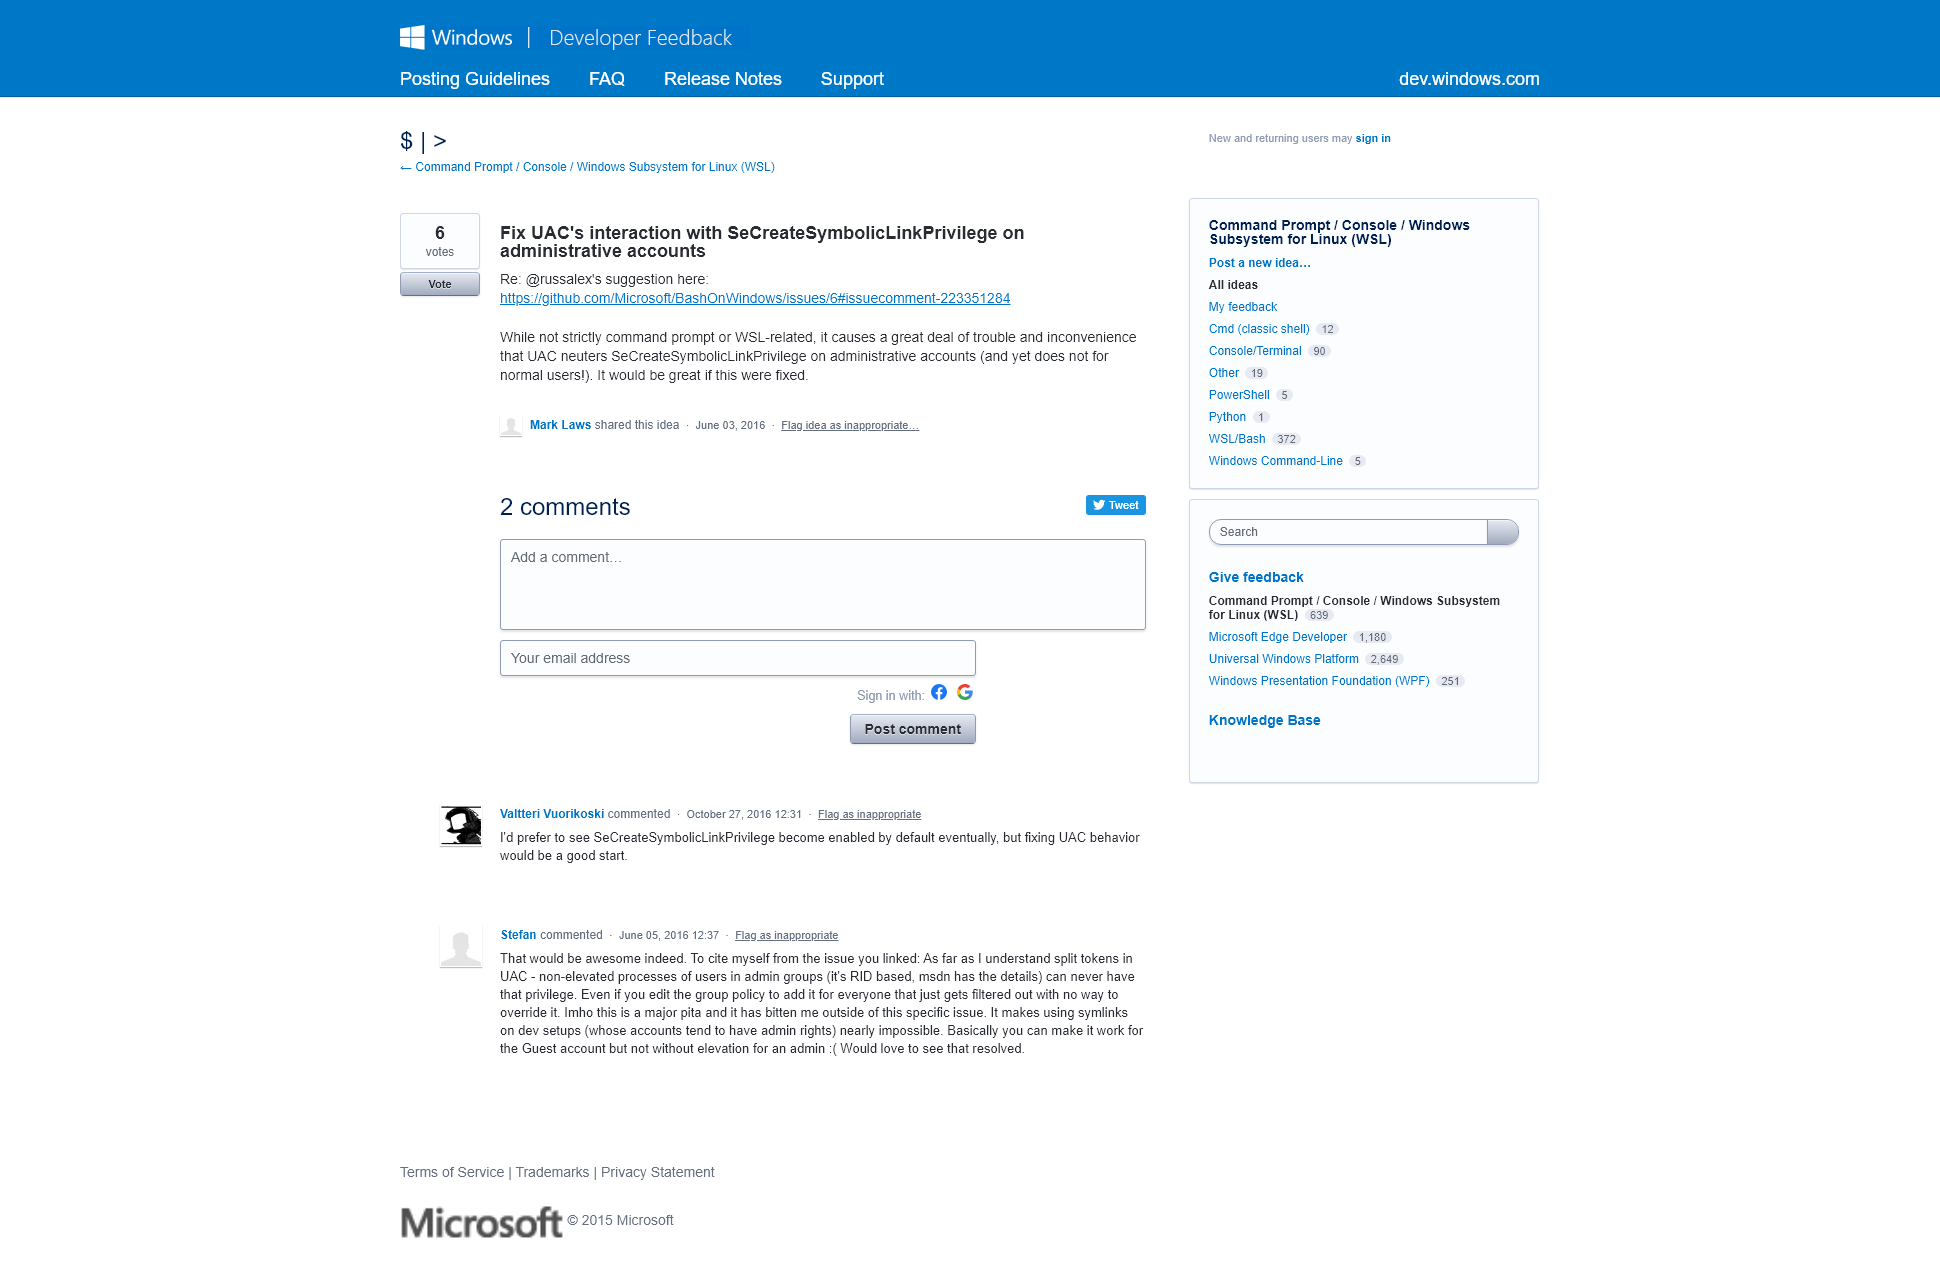 Windows | Developer Feedback
Posting Guidelines FAQ Release Notes Support dev.windows.com
$ | >
← Command Prompt / Console / Windows Subsystem for Linux (WSL)
New and returning users may sign in
6
votes
Vote
Fix UAC's interaction with SeCreateSymbolicLinkPrivilege on
administrative accounts
Re: @russalex's suggestion here:
https://github.com/Microsoft/BashOnWindows/issues/6#issuecomment-223351284
While not strictly command prompt or WSL-related, it causes a great deal of trouble and inconvenience
that UAC neuters SeCreateSymbolicLinkPrivilege on administrative accounts (and yet does not for
normal users!). It would be great if this were fixed.
Mark Laws shared this idea · June 03, 2016 · Flag idea as inappropriate…
2 comments
Tweet
Add a comment…
Your email address
Sign in with:
Post comment
Valtteri Vuorikoski commented · October 27, 2016 12:31 · Flag as inappropriate
I'd prefer to see SeCreateSymbolicLinkPrivilege become enabled by default eventually, but fixing UAC behavior
would be a good start.
Stefan commented · June 05, 2016 12:37 · Flag as inappropriate
That would be awesome indeed. To cite myself from the issue you linked: As far as I understand split tokens in
UAC - non-elevated processes of users in admin groups (it's RID based, msdn has the details) can never have
that privilege. Even if you edit the group policy to add it for everyone that just gets filtered out with no way to
override it. Imho this is a major pita and it has bitten me outside of this specific issue. It makes using symlinks
on dev setups (whose accounts tend to have admin rights) nearly impossible. Basically you can make it work for
the Guest account but not without elevation for an admin :( Would love to see that resolved.
Command Prompt / Console / Windows
Subsystem for Linux (WSL)
Post a new idea…
All ideas
My feedback
Cmd (classic shell) 12
Console/Terminal 90
Other 19
PowerShell 5
Python 1
WSL/Bash 372
Windows Command-Line 5
Search
Give feedback
Command Prompt / Console / Windows Subsystem
for Linux (WSL) 639
Microsoft Edge Developer 1,180
Universal Windows Platform 2,649
Windows Presentation Foundation (WPF) 251
Knowledge Base
Terms of Service | Trademarks | Privacy Statement
Microsoft © 2015 Microsoft